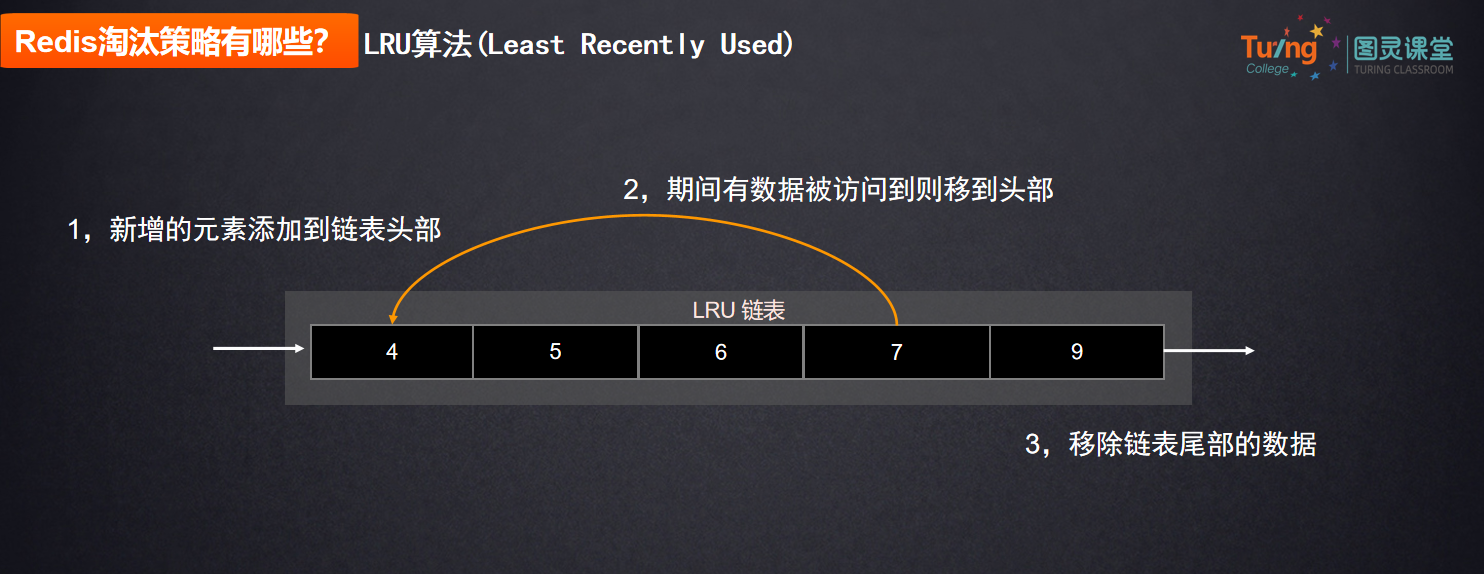 Redis淘汰策略有哪些?
LRU算法(Least Recently Used)
Turing
College
图灵课堂
TURING CLASSROOM
2，期间有数据被访问到则移到头部
1，新增的元素添加到链表头部
LRU 链表
4 5 6 7 9
3，移除链表尾部的数据